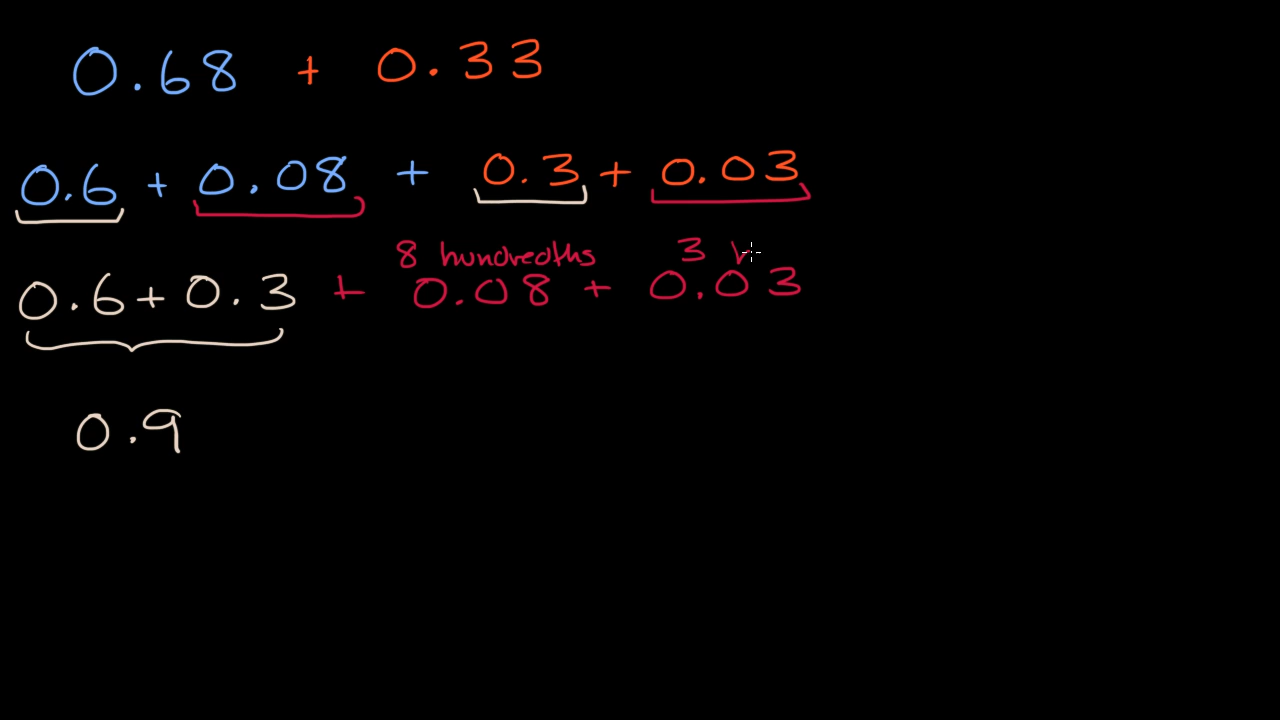 0.68 + 0.33
0.6 + 0.08 + 0.3 + 0.03
8 hundredths 3 h
0.6 + 0.3 + 0.08 + 0.03
0.9